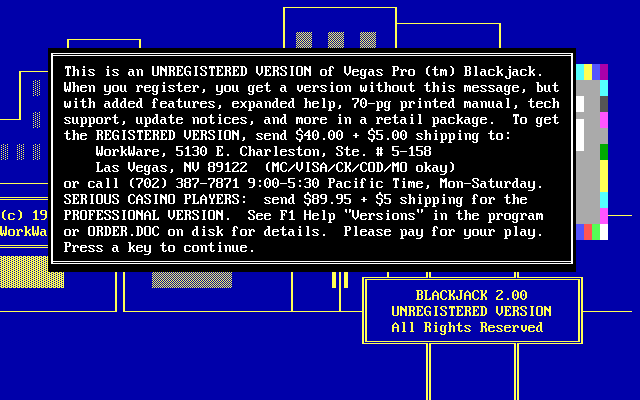 This is an UNREGISTERED VERSION of Vegas Pro (tm) Blackjack.
When you register, you get a version without this message, but
with added features, expanded help, 70-pg printed manual, tech
support, update notices, and more in a retail package.  To get
the REGISTERED VERSION, send $40.00 + $5.00 shipping to:
WorkWare, 5130 E. Charleston, Ste. # 5-158
Las Vegas, NV 89122  (MC/VISA/CK/COD/MO okay)
or call (702) 387-7871 9:00-5:30 Pacific Time, Mon-Saturday.
SERIOUS CASINO PLAYERS:  send $89.95 + $5 shipping for the
PROFESSIONAL VERSION.  See F1 Help "Versions" in the program
or ORDER.DOC on disk for details.  Please pay for your play.
Press a key to continue.
(c) 19
WorkWa
BLACKJACK 2.00
UNREGISTERED VERSION
All Rights Reserved